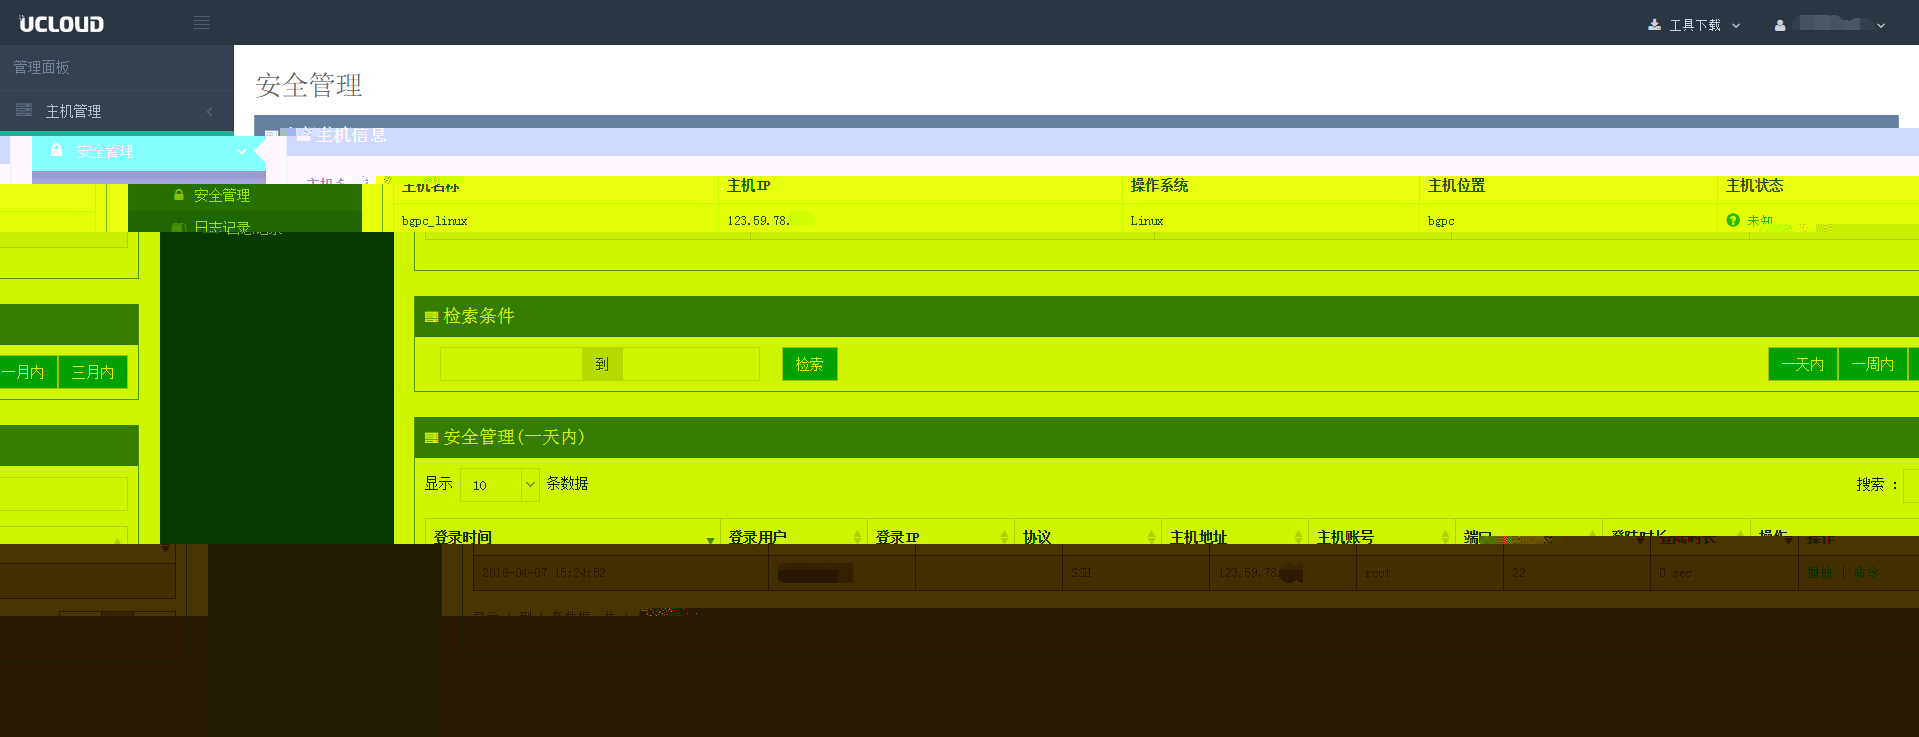 UCLOUD
工具下载
管理面板
安全管理
主机管理
主机信息
安全管理
主机名称 主机IP 操作系统 主机位置 主机状态
安全管理
bgpc_linux 123.59.78. Linux bgpc 未知
日志记录
检索条件
到 检索 一天内 一周内
一月内 三月内
安全管理(一天内)
显示 10 条数据 搜索 :
登录时间 登录用户 登录IP 协议 主机地址 主机账号 端口 登陆时长 操作
2016-04-07 15:24:52 SSH 123.59.78. root 22 0 sec 播放 | 命令